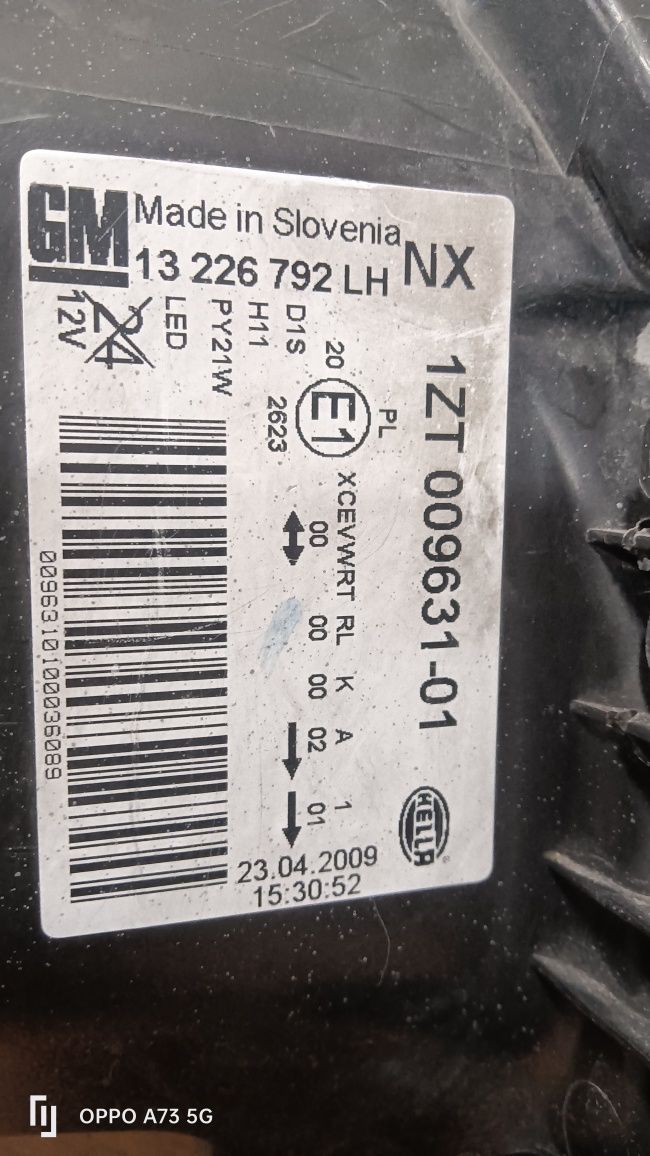 GM
Made in Slovenia
13 226 792 LH
NX
1ZT 009631-01
HELLA
®
PL
20
E1
2623
XCEVWRT RL K A 1
00 00 00 02 01
D1S
H11
PY21W
LED
24
12V
009631010003608 9
23.04.2009
15:30:52
OPPO A73 5G